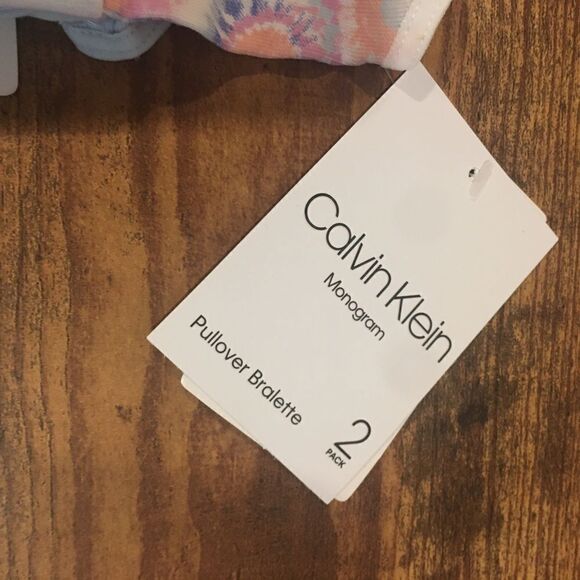 Calvin Klein
Monogram
Pullover Bralette
2
PACK